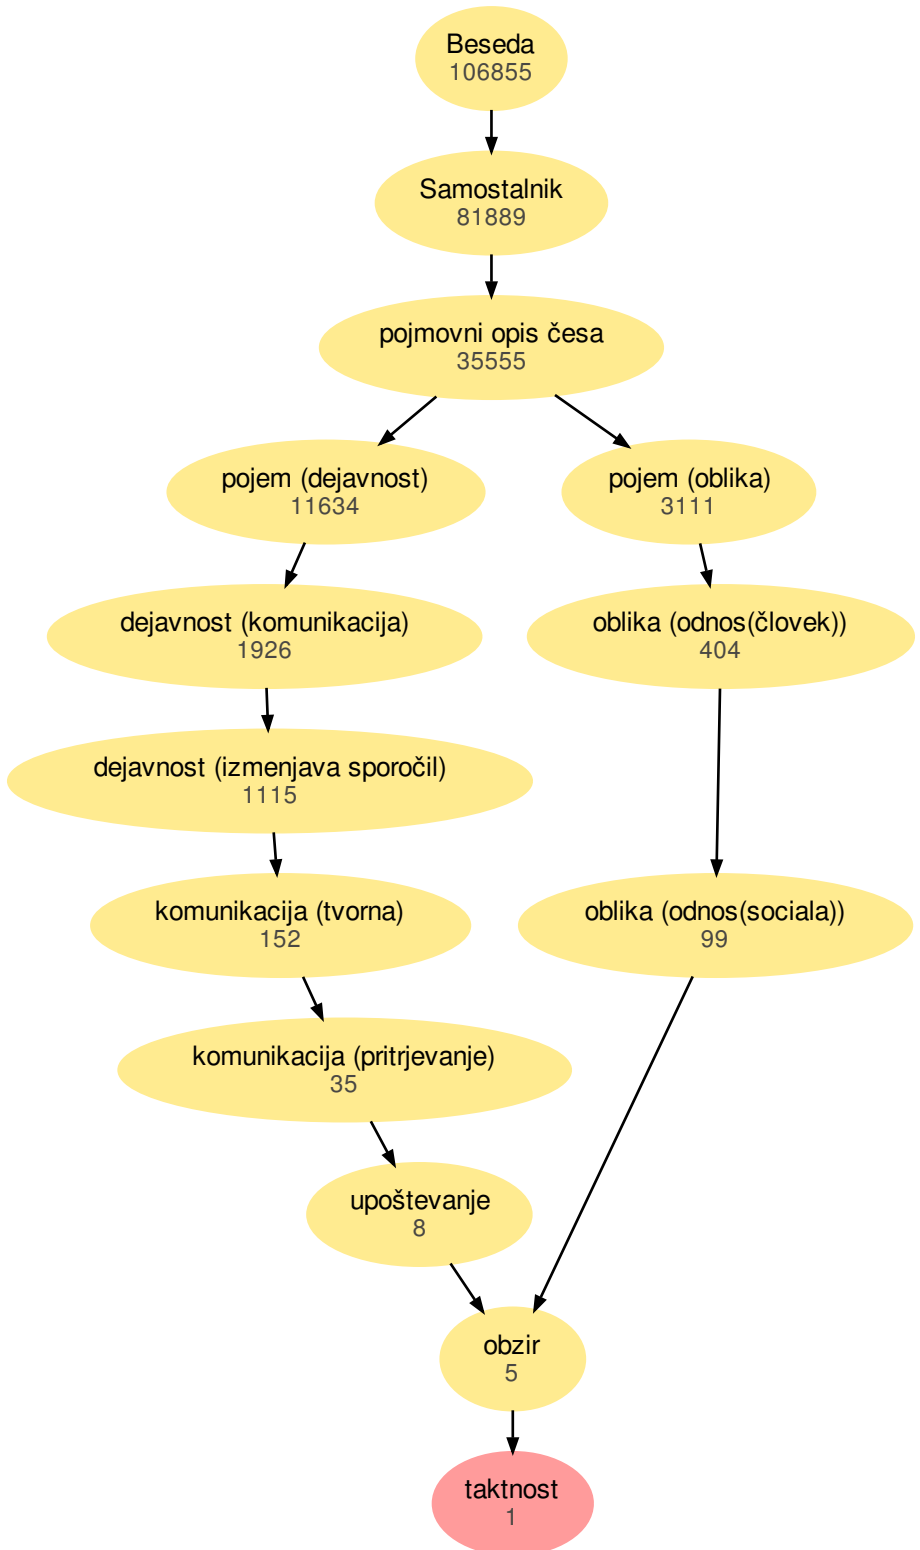 Beseda
106855
Samostalnik
81889
pojmovni opis česa
35555
pojem (dejavnost)
11634
pojem (oblika)
3111
dejavnost (komunikacija)
1926
oblika (odnos(človek))
404
dejavnost (izmenjava sporočil)
1115
komunikacija (tvorna)
152
oblika (odnos(sociala))
99
komunikacija (pritrjevanje)
35
upoštevanje
8
obzir
5
taktnost
1